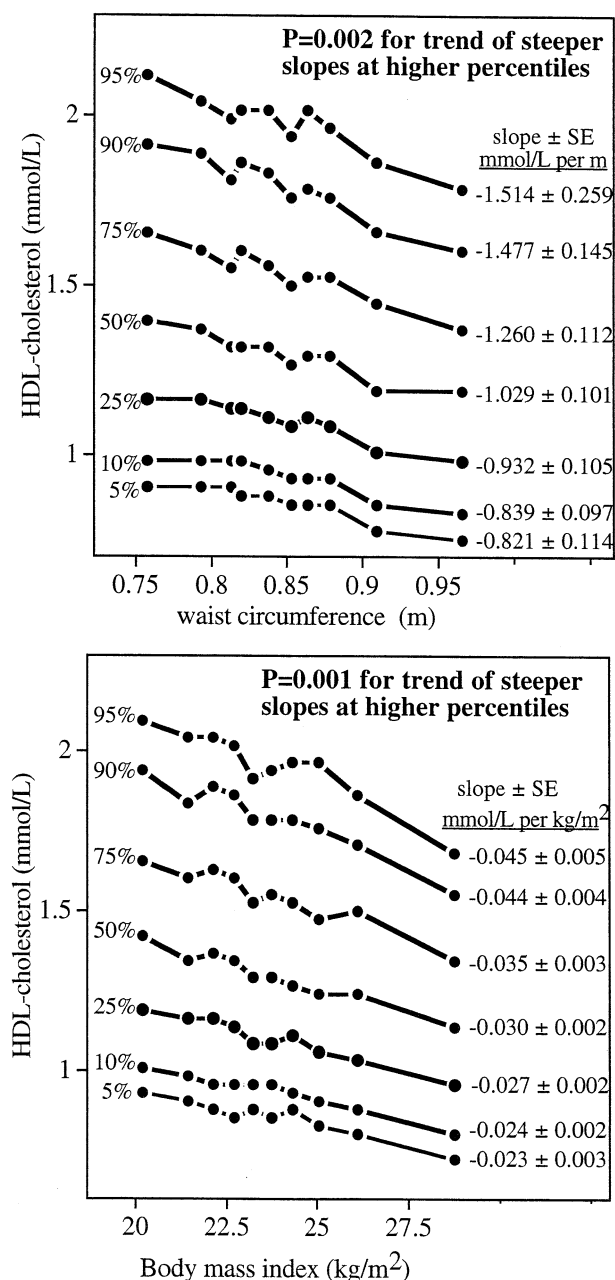 P=0.002 for trend of steeper
slopes at higher percentiles
95%
2
90%
slope ± SE
mmol/L per m
-1.514 ± 0.259
75%
-1.477 ± 0.145
1.5
50%
-1.260 ± 0.112
25%
-1.029 ± 0.101
1
10%
-0.932 ± 0.105
5%
-0.839 ± 0.097
-0.821 ± 0.114
HDL-cholesterol (mmol/L)
0.75 0.8 0.85 0.9 0.95
waist circumference (m)
P=0.001 for trend of steeper
slopes at higher percentiles
95%
2
90%
slope ± SE
mmol/L per kg/m2
-0.045 ± 0.005
75%
-0.044 ± 0.004
1.5
50%
-0.035 ± 0.003
25%
-0.030 ± 0.002
1
10%
-0.027 ± 0.002
5%
-0.024 ± 0.002
-0.023 ± 0.003
HDL-cholesterol (mmol/L)
20 22.5 25 27.5
Body mass index (kg/m2)